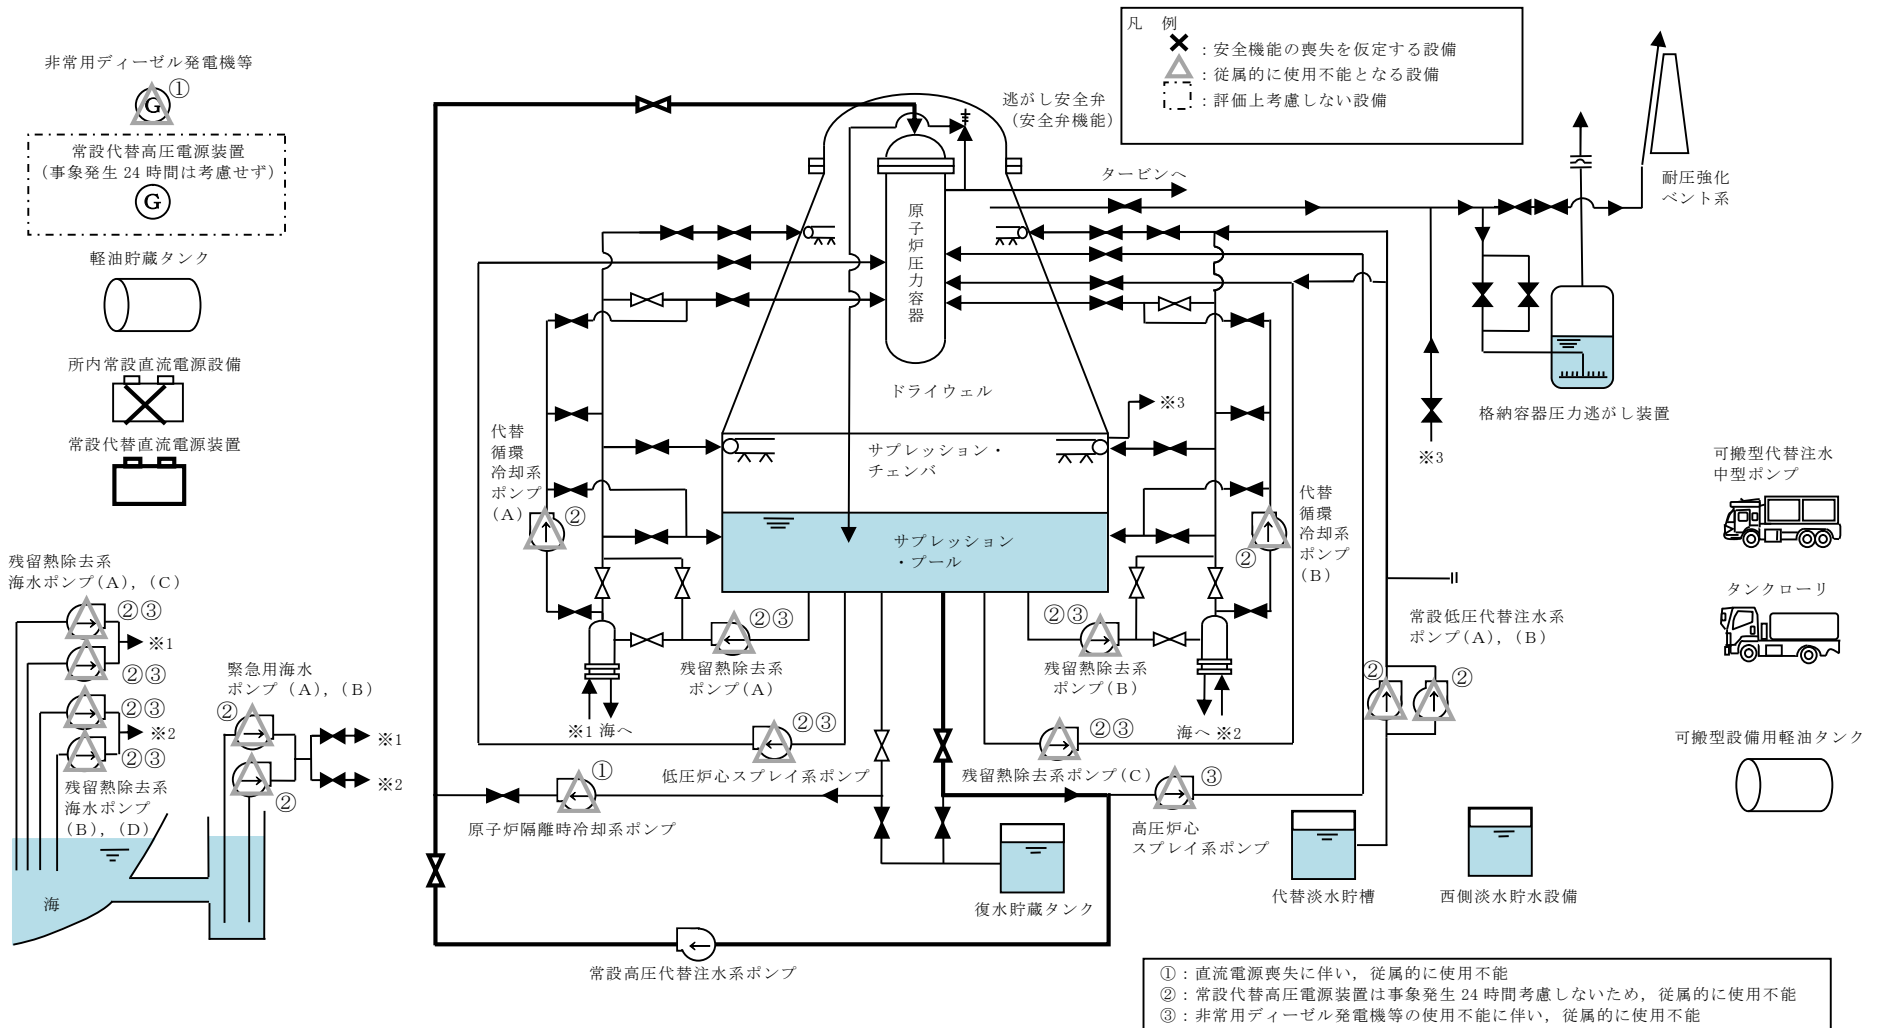 凡 例
：安全機能の喪失を仮定する設備
：従属的に使用不能となる設備
：評価上考慮しない設備
非常用ディーゼル発電機等
①
G
常設代替高圧電源装置
（事象発生 24 時間は考慮せず）
G
軽油貯蔵タンク
所内常設直流電源設備
常設代替直流電源装置
逃がし安全弁
（安全弁機能）
タービンへ
原子炉圧力容器
ドライウェル
サプレッション・
チェンバ
サプレッション
・プール
※3
耐圧強化
ベント系
格納容器圧力逃がし装置
※3
代替
循環
冷却系
ポンプ
（A）
②
代替
循環
冷却系
ポンプ
（B）
②
可搬型代替注水
中型ポンプ
タンクローリ
可搬型設備用軽油タンク
残留熱除去系
海水ポンプ（A），（C）
②③
※1
②③
②③
※2
②③
残留熱除去系
海水ポンプ
（B），（D）
海
緊急用海水
ポンプ（A），（B）
②
②
※1
※2
②③
残留熱除去系
ポンプ（A）
※1 海へ
②③
残留熱除去系
ポンプ（B）
海へ ※2
②③
低圧炉心スプレイ系ポンプ
②③
残留熱除去系ポンプ（C）
①
原子炉隔離時冷却系ポンプ
③
高圧炉心
スプレイ系ポンプ
常設低圧代替注水系
ポンプ（A），（B）
②
②
復水貯蔵タンク
代替淡水貯槽
西側淡水貯水設備
常設高圧代替注水系ポンプ
①：直流電源喪失に伴い，従属的に使用不能
②：常設代替高圧電源装置は事象発生 24 時間考慮しないため，従属的に使用不能
③：非常用ディーゼル発電機等の使用不能に伴い，従属的に使用不能